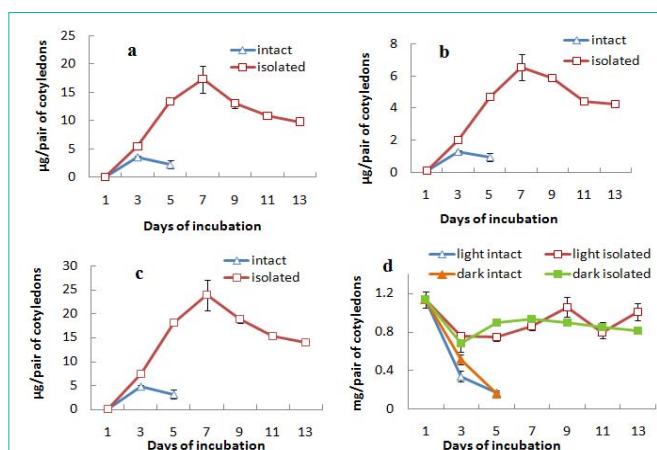 a
intact
isolated
µg/pair of cotyledons
25
20
15
10
5
0
1 3 5 7 9 11 13
Days of incubation
b
intact
isolated
µg/pair of cotyledons
8
6
4
2
0
1 3 5 7 9 11 13
Days of incubation
c
intact
isolated
µg/pair of cotyledons
30
25
20
15
10
5
0
1 3 5 7 9 11 13
Days of incubation
d
light intact light isolated
dark intact dark isolated
mg/pair of cotyledons
1.2
0.8
0.4
0
1 3 5 7 9 11 13
Days of incubation